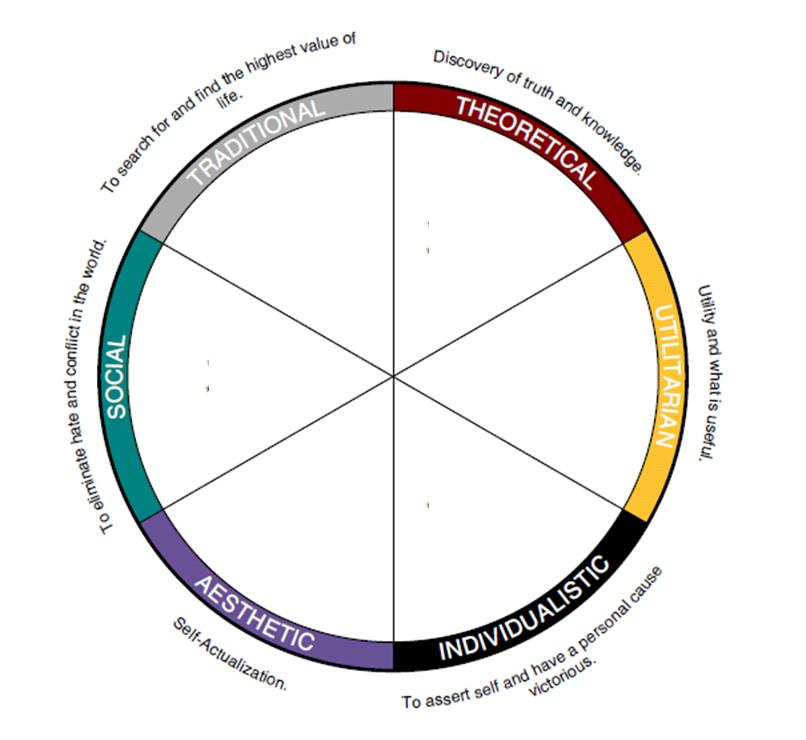 To search for and find the highest value of
life.
TRADITIONAL
Discovery of truth and knowledge.
THEORETICAL
Utility and what is useful.
UTILITARIAN
To assert self and have a personal cause
victorious.
INDIVIDUALISTIC
Self-Actualization.
AESTHETIC
To eliminate hate and conflict in the world.
SOCIAL